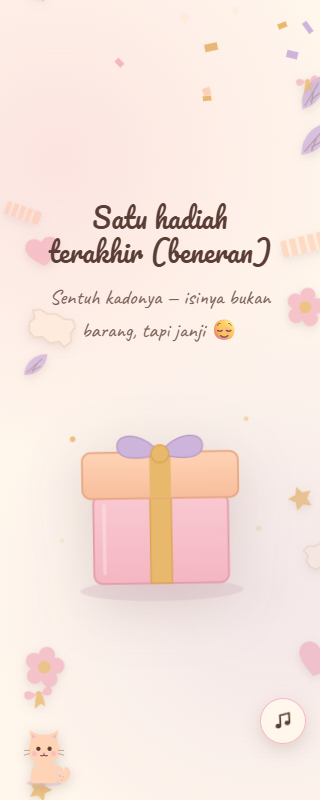 Satu hadiah
terakhir (beneran)
Sentuh kadonya — isinya bukan
barang, tapi janji 😌